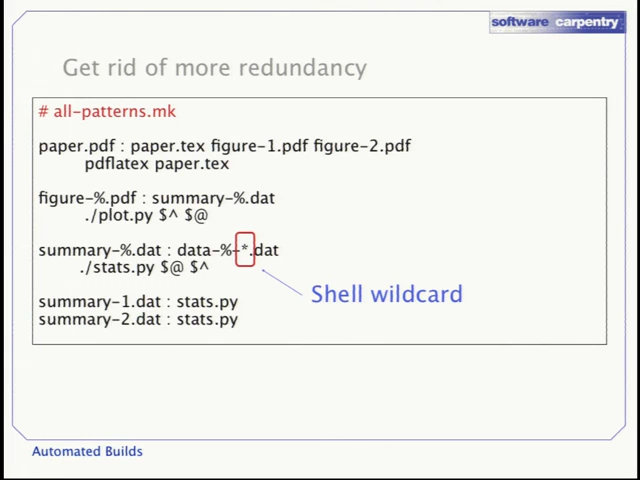 software carpentry
Get rid of more redundancy
# all-patterns.mk
paper.pdf : paper.tex figure-1.pdf figure-2.pdf
pdflatex paper.tex
figure-%.pdf : summary-%.dat
./plot.py $^ $@
summary-%.dat : data-%-*.dat
./stats.py $@ $^
Shell wildcard
summary-1.dat : stats.py
summary-2.dat : stats.py
Automated Builds